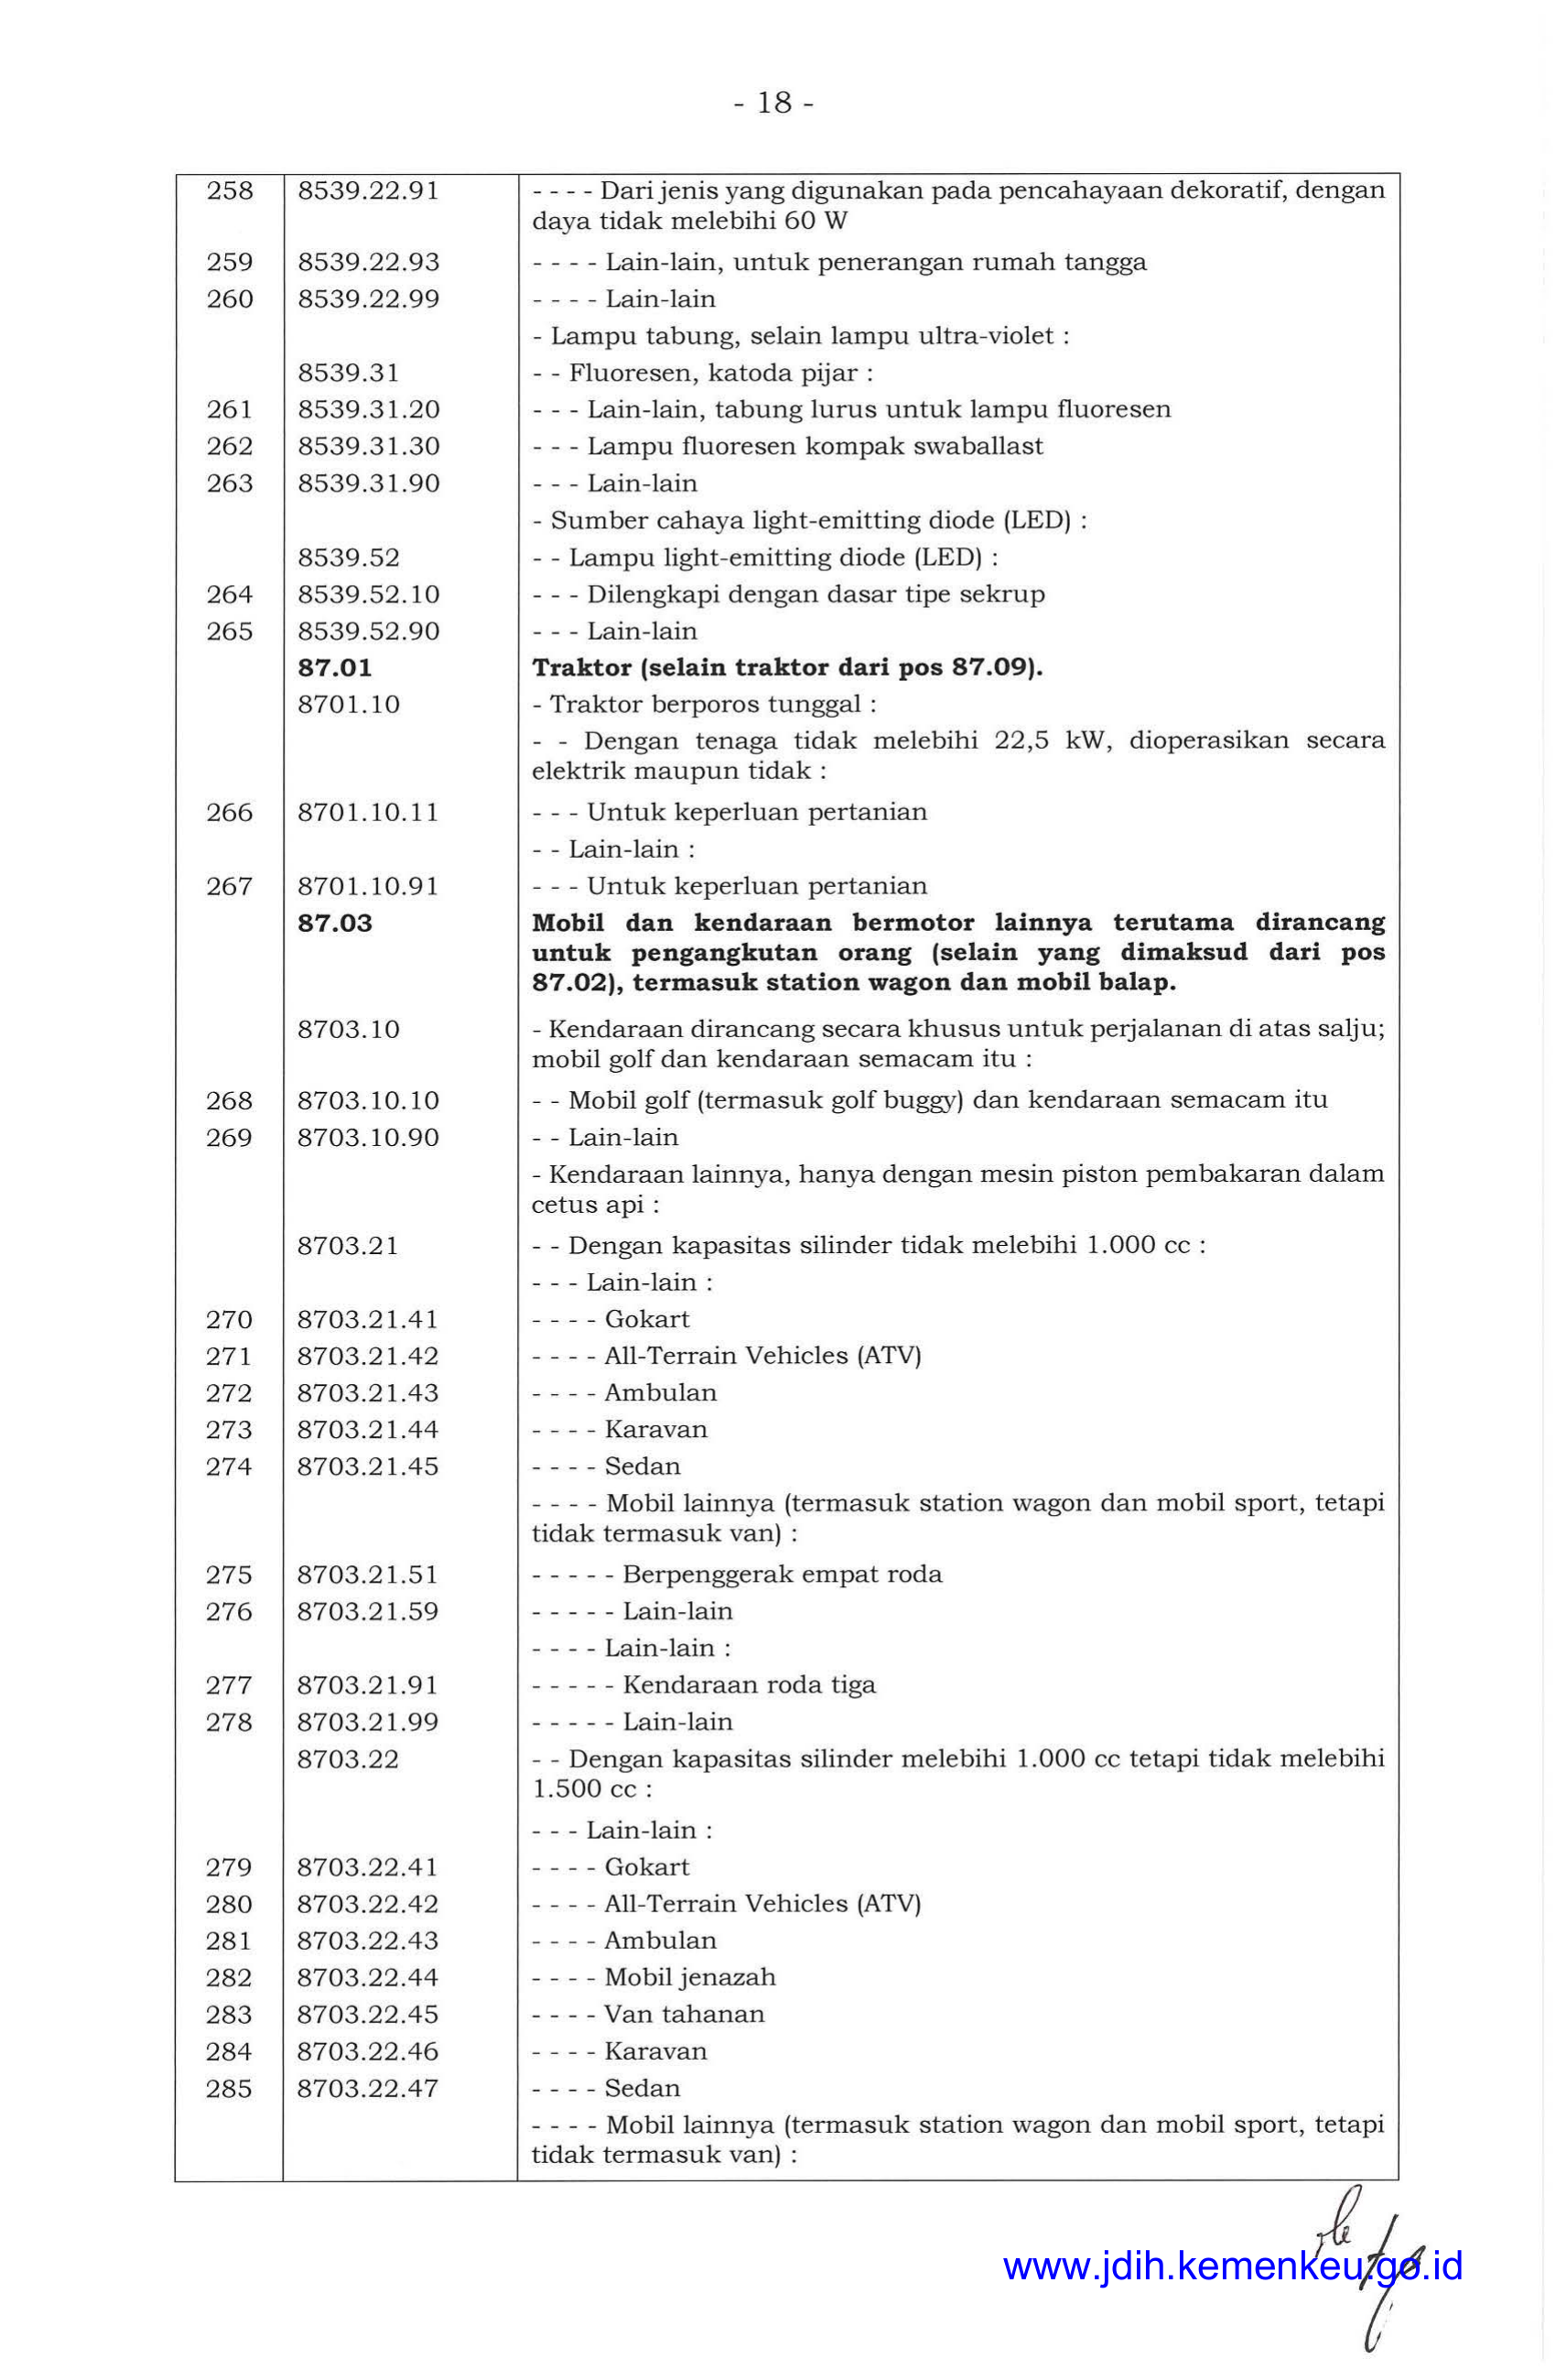 - 18 -
258 8539.22.91 - - - - Dari jenis yang digunakan pada pencahayaan dekoratif, dengan
daya tidak melebihi 60 W
259 8539.22.93 - - - - Lain-lain, untuk penerangan rumah tangga
260 8539.22.99 - - - - Lain-lain
- Lampu tabung, selain lampu ultra-violet :
8539.31 - - Fluoresen, katoda pijar :
261 8539.31.20 - - - Lain-lain, tabung lurus untuk lampu fluoresen
262 8539.31.30 - - - Lampu fluoresen kompak swaballast
263 8539.31.90 - - - Lain-lain
- Sumber cahaya light-emitting diode (LED) :
8539.52 - - Lampu light-emitting diode (LED) :
264 8539.52.10 - - - Dilengkapi dengan dasar tipe sekrup
265 8539.52.90 - - - Lain-lain
87.01 Traktor (selain traktor dari pos 87.09).
8701.10 - Traktor berporos tunggal :
- - Dengan tenaga tidak melebihi 22,5 kW, dioperasikan secara
elektrik maupun tidak :
266 8701.10.11 - - - Untuk keperluan pertanian
- - Lain-lain :
267 8701.10.91 - - - Untuk keperluan pertanian
87.03 Mobil dan kendaraan bermotor lainnya terutama dirancang
untuk pengangkutan orang (selain yang dimaksud dari pos
87.02), termasuk station wagon dan mobil balap.
8703.10 - Kendaraan dirancang secara khusus untuk perjalanan di atas salju;
mobil golf dan kendaraan semacam itu :
268 8703.10.10 - - Mobil golf (termasuk golf buggy) dan kendaraan semacam itu
269 8703.10.90 - - Lain-lain
- Kendaraan lainnya, hanya dengan mesin piston pembakaran dalam
cetus api :
8703.21 - - Dengan kapasitas silinder tidak melebihi 1.000 cc :
- - - Lain-lain :
270 8703.21.41 - - - - Gokart
271 8703.21.42 - - - - All-Terrain Vehicles (ATV)
272 8703.21.43 - - - - Ambulan
273 8703.21.44 - - - - Karavan
274 8703.21.45 - - - - Sedan
- - - - Mobil lainnya (termasuk station wagon dan mobil sport, tetapi
tidak termasuk van) :
275 8703.21.51 - - - - - Berpenggerak empat roda
276 8703.21.59 - - - - - Lain-lain
- - - - Lain-lain :
277 8703.21.91 - - - - - Kendaraan roda tiga
278 8703.21.99 - - - - - Lain-lain
8703.22 - - Dengan kapasitas silinder melebihi 1.000 cc tetapi tidak melebihi
1.500 cc :
- - - Lain-lain :
279 8703.22.41 - - - - Gokart
280 8703.22.42 - - - - All-Terrain Vehicles (ATV)
281 8703.22.43 - - - - Ambulan
282 8703.22.44 - - - - Mobil jenazah
283 8703.22.45 - - - - Van tahanan
284 8703.22.46 - - - - Karavan
285 8703.22.47 - - - - Sedan
- - - - Mobil lainnya (termasuk station wagon dan mobil sport, tetapi
tidak termasuk van) :
www.jdih.kemenkeu.go.id